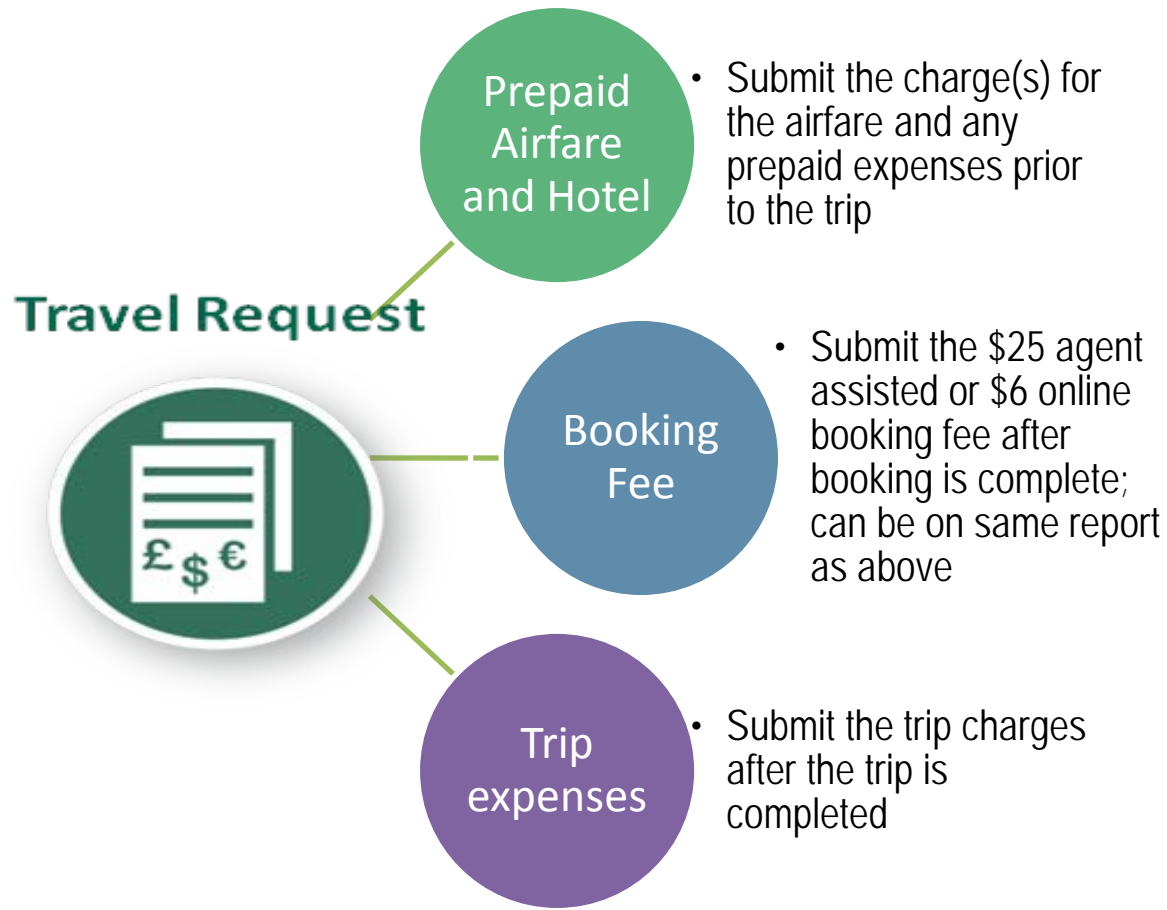 Prepaid
Airfare
and Hotel
• Submit the charge(s) for
the airfare and any
prepaid expenses prior
to the trip
Travel Request
£ $ €
Booking
Fee
• Submit the $25 agent
assisted or $6 online
booking fee after
booking is complete;
can be on same report
as above
Trip
expenses
• Submit the trip charges
after the trip is
completed